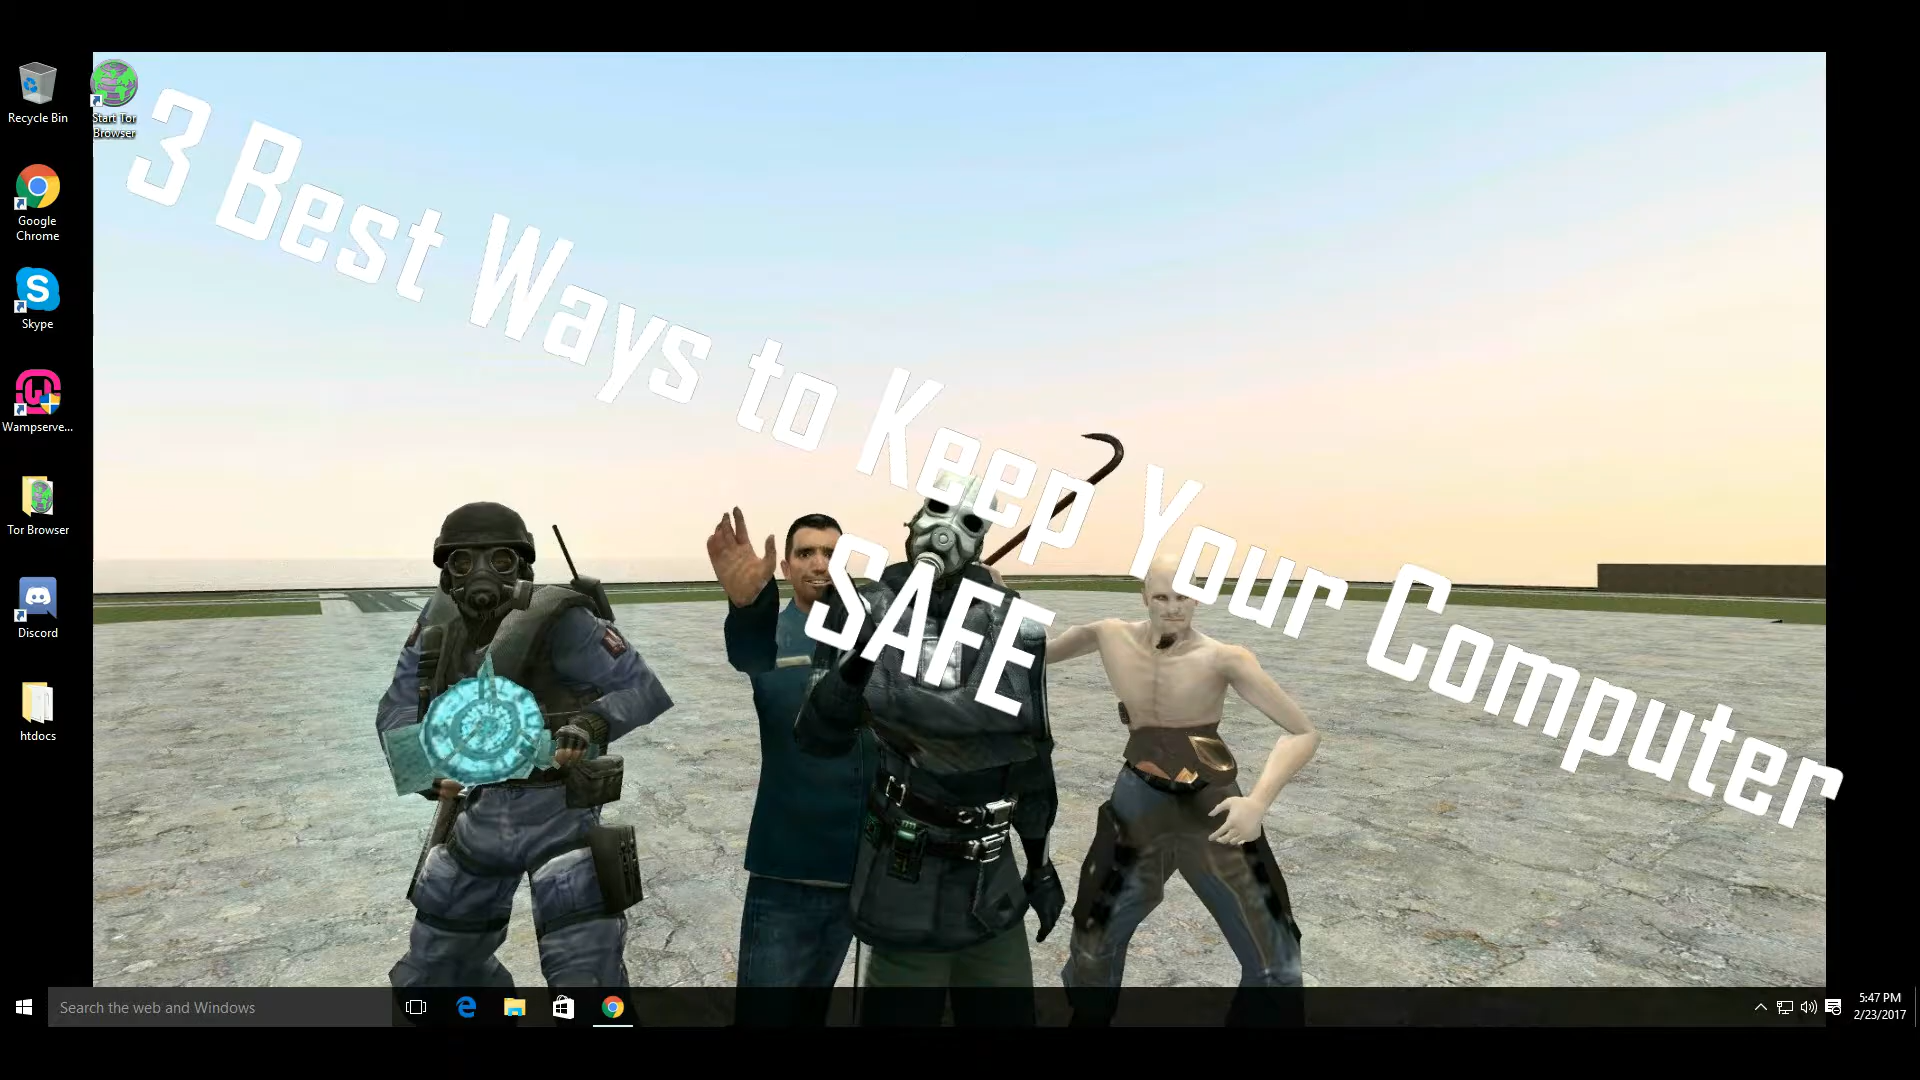 3 Best Ways to Keep Your Computer
SAFE
Recycle Bin
Start Tor
Browser
Google
Chrome
Skype
Wampserve...
Tor Browser
Discord
htdocs
Search the web and Windows
5:47 PM
2/23/2017